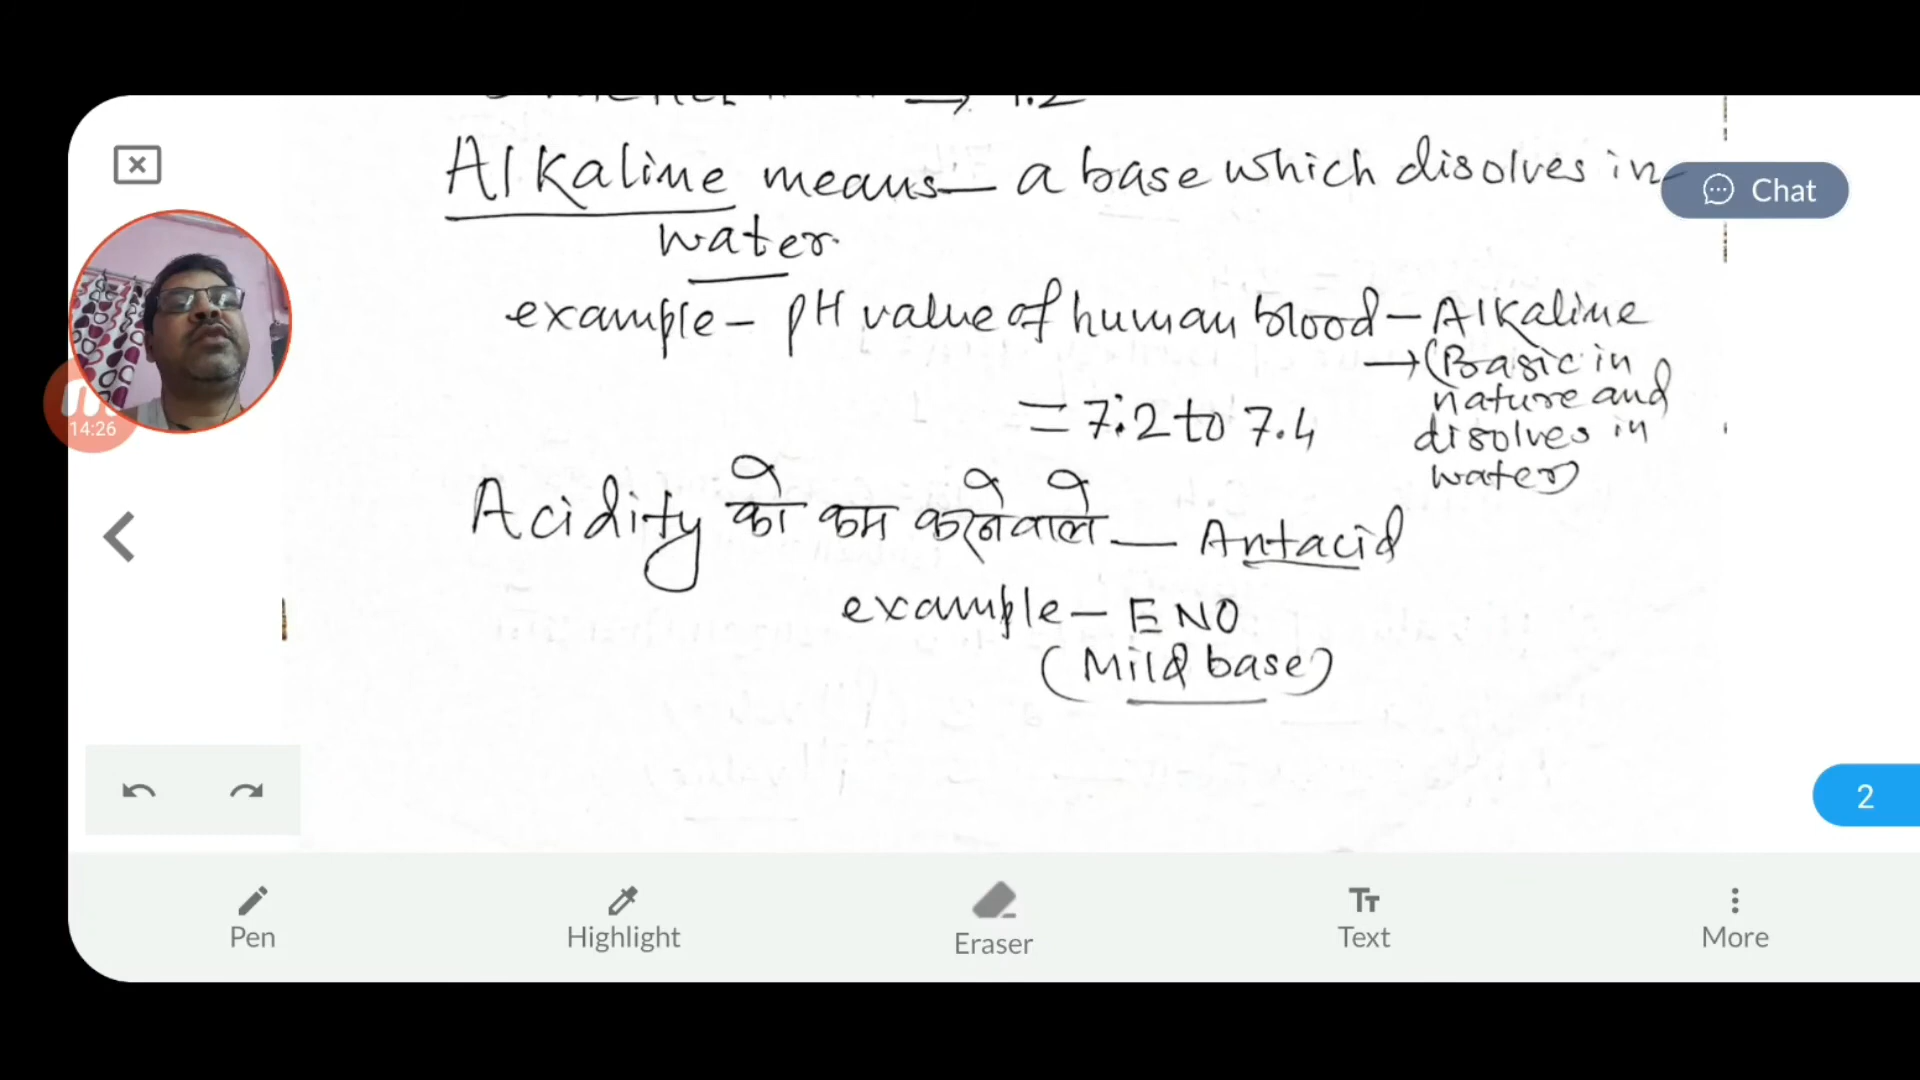 Alkaline means — a base which disolves in
water.
Chat
example - pH value of human blood - Alkaline
→ (Basic in
nature and
disolves in
water)
= 7.2 to 7.4
14:26
Acidity को कम करनेवाले — Antacid
example - ENO
(Mild base)
2
Pen
Highlight
Eraser
Text
More